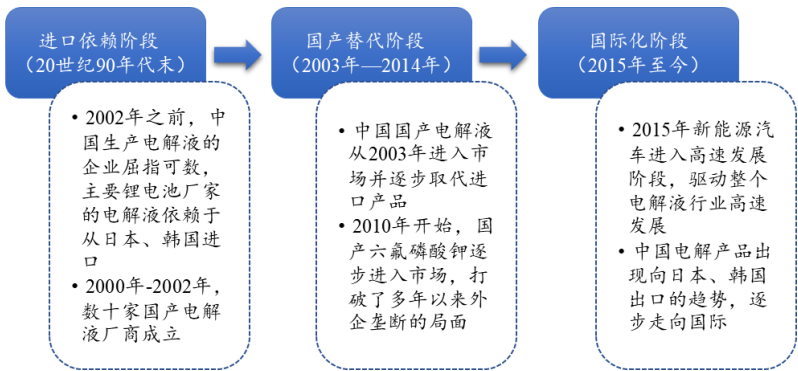 进口依赖阶段
（20世纪90年代末）
• 2002年之前，中
国生产电解液的
企业屈指可数，
主要锂电池厂家
的电解液依赖于
从日本、韩国进
口
• 2000年-2002年，
数十家国产电解
液厂商成立
国产替代阶段
（2003年—2014年）
• 中国国产电解液
从2003年进入市
场并逐步取代进
口产品
• 2010年开始，国
产六氟磷酸钾逐
步进入市场，打
破了多年以来外
企垄断的局面
国际化阶段
（2015年至今）
• 2015年新能源汽
车进入高速发展
阶段，驱动整个
电解液行业高速
发展
• 中国电解产品出
现向日本、韩国
出口的趋势，逐
步走向国际